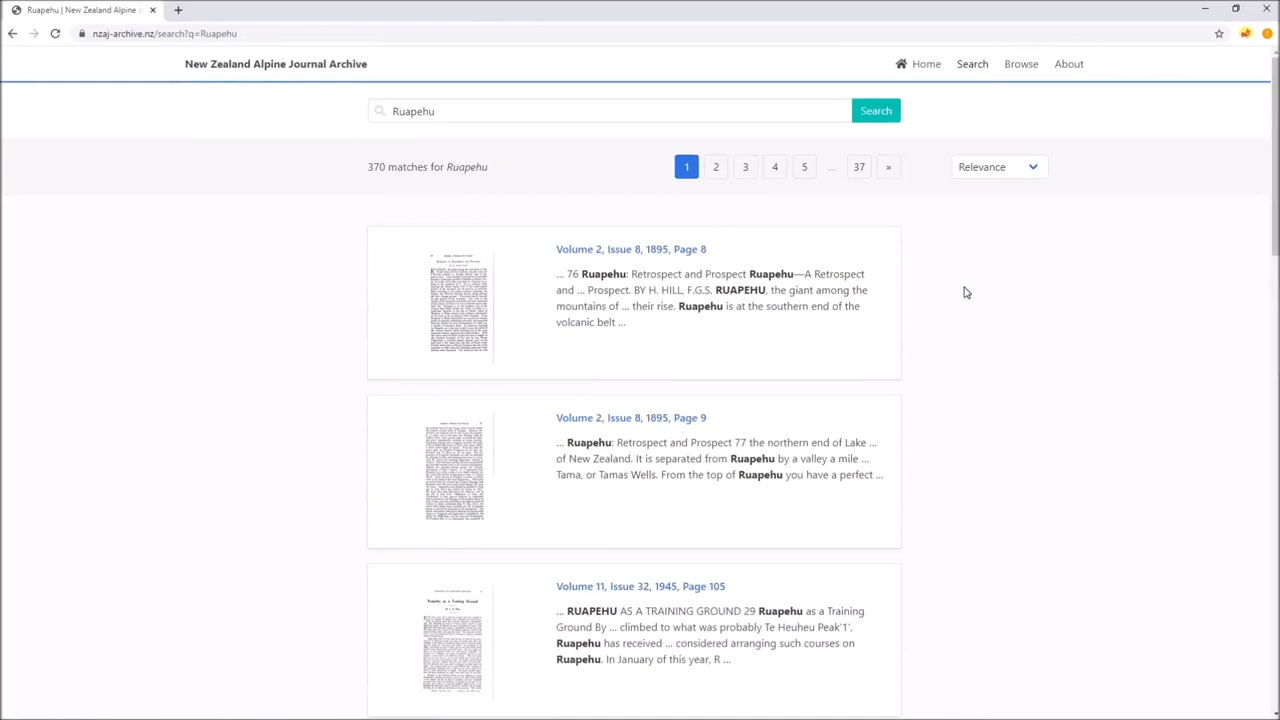 Ruapehu | New Zealand Alpine J
nzaj-archive.nz/search?q=Ruapehu
New Zealand Alpine Journal Archive
Home Search Browse About
Ruapehu Search
370 matches for Ruapehu
1 2 3 4 5 ... 37 »
Relevance
Volume 2, Issue 8, 1895, Page 8
... 76 Ruapehu: Retrospect and Prospect Ruapehu—A Retrospect
and ... Prospect BY H. HILL, F.G.S. RUAPEHU, the giant among the
mountains of ... their rise. Ruapehu is at the southern end of the
volcanic belt ...
Volume 2, Issue 8, 1895, Page 9
... Ruapehu: Retrospect and Prospect 77 the northern end of Lake ...
of New Zealand. It is separated from Ruapehu by a valley a mile ...
Tama, or Tamas Wells. From the top of Ruapehu you have a perfect ...
Volume 11, Issue 32, 1945, Page 105
Ruapehu as a Training Ground
... RUAPEHU AS A TRAINING GROUND 29 Ruapehu as a Training
Ground By ... climbed to what was probably Te Heuheu Peak'1'.
Ruapehu has received ... considered arranging such courses on
Ruapehu. In January of this year, R ...